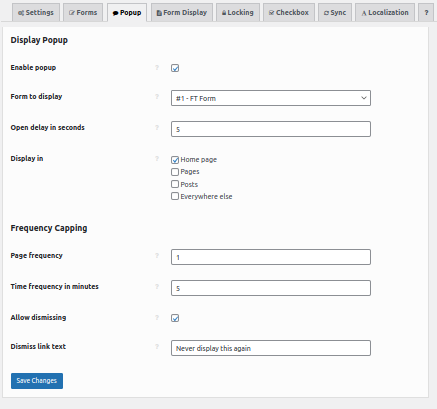 Settings Forms Popup Form Display Locking Checkbox Sync Localization ?
Display Popup
Enable popup ?
Form to display ? #1 - FT Form
Open delay in seconds ? 5
Display in ? Home page
Pages
Posts
Everywhere else
Frequency Capping
Page frequency ? 1
Time frequency in minutes ? 5
Allow dismissing ?
Dismiss link text ? Never display this again
Save Changes